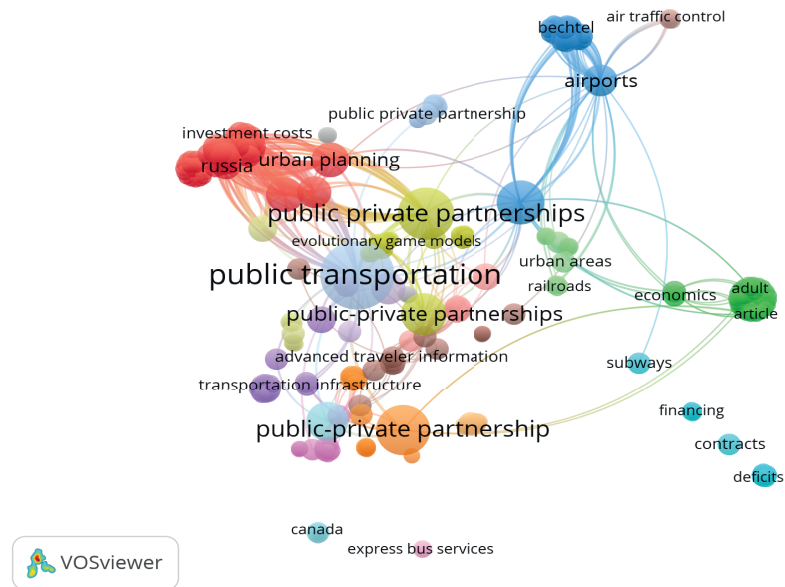 air traffic control
bechtel
airports
public private partnership
investment costs
russia
urban planning
public private partnerships
evolutionary game models
urban areas
public transportation
railroads
adult
economics
public-private partnerships
article
advanced traveler information
subways
transportation infrastructure
financing
public-private partnership
contracts
deficits
canada
express bus services
VOSviewer